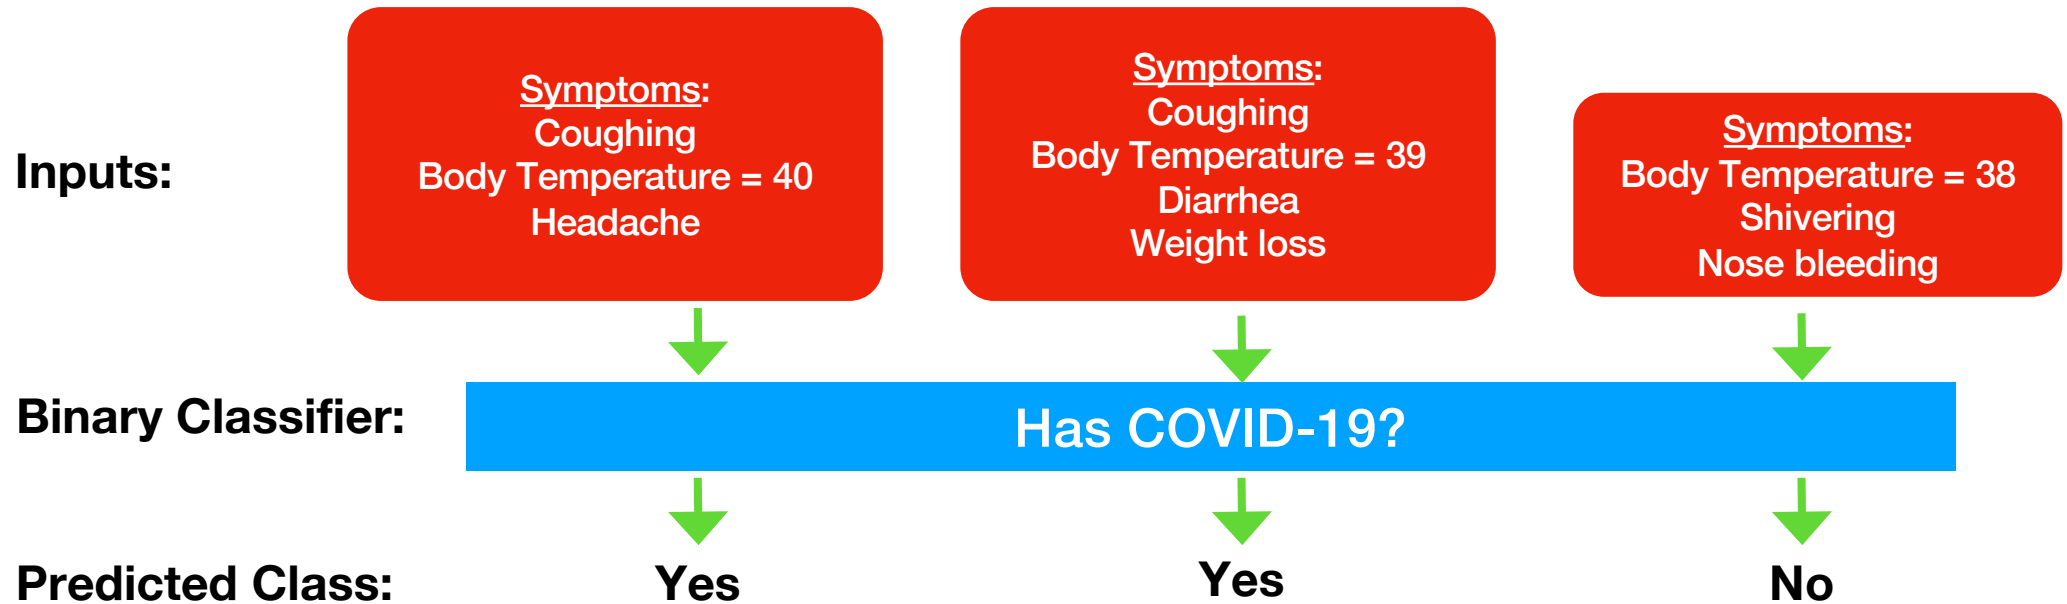 Inputs:
Symptoms:
Coughing
Body Temperature = 40
Headache
Symptoms:
Coughing
Body Temperature = 39
Diarrhea
Weight loss
Symptoms:
Body Temperature = 38
Shivering
Nose bleeding
Binary Classifier:
Has COVID-19?
Predicted Class:
Yes
Yes
No